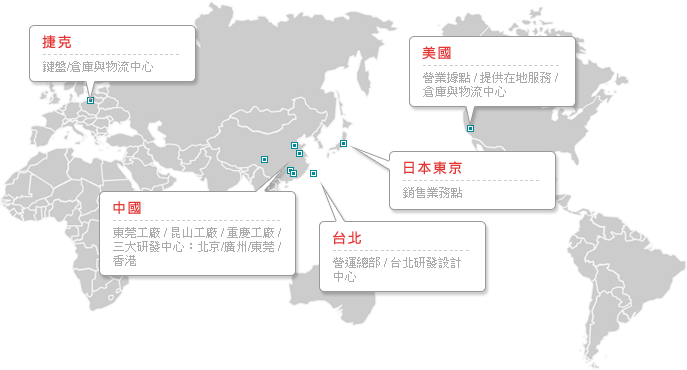 捷克
鍵盤/倉庫與物流中心
美國
營業據點 / 提供在地服務 /
倉庫與物流中心
日本東京
銷售業務點
中國
東莞工廠 / 昆山工廠 / 重慶工廠 /
三大研發中心：北京/廣州/東莞 /
香港
台北
營運總部 / 台北研發設計
中心